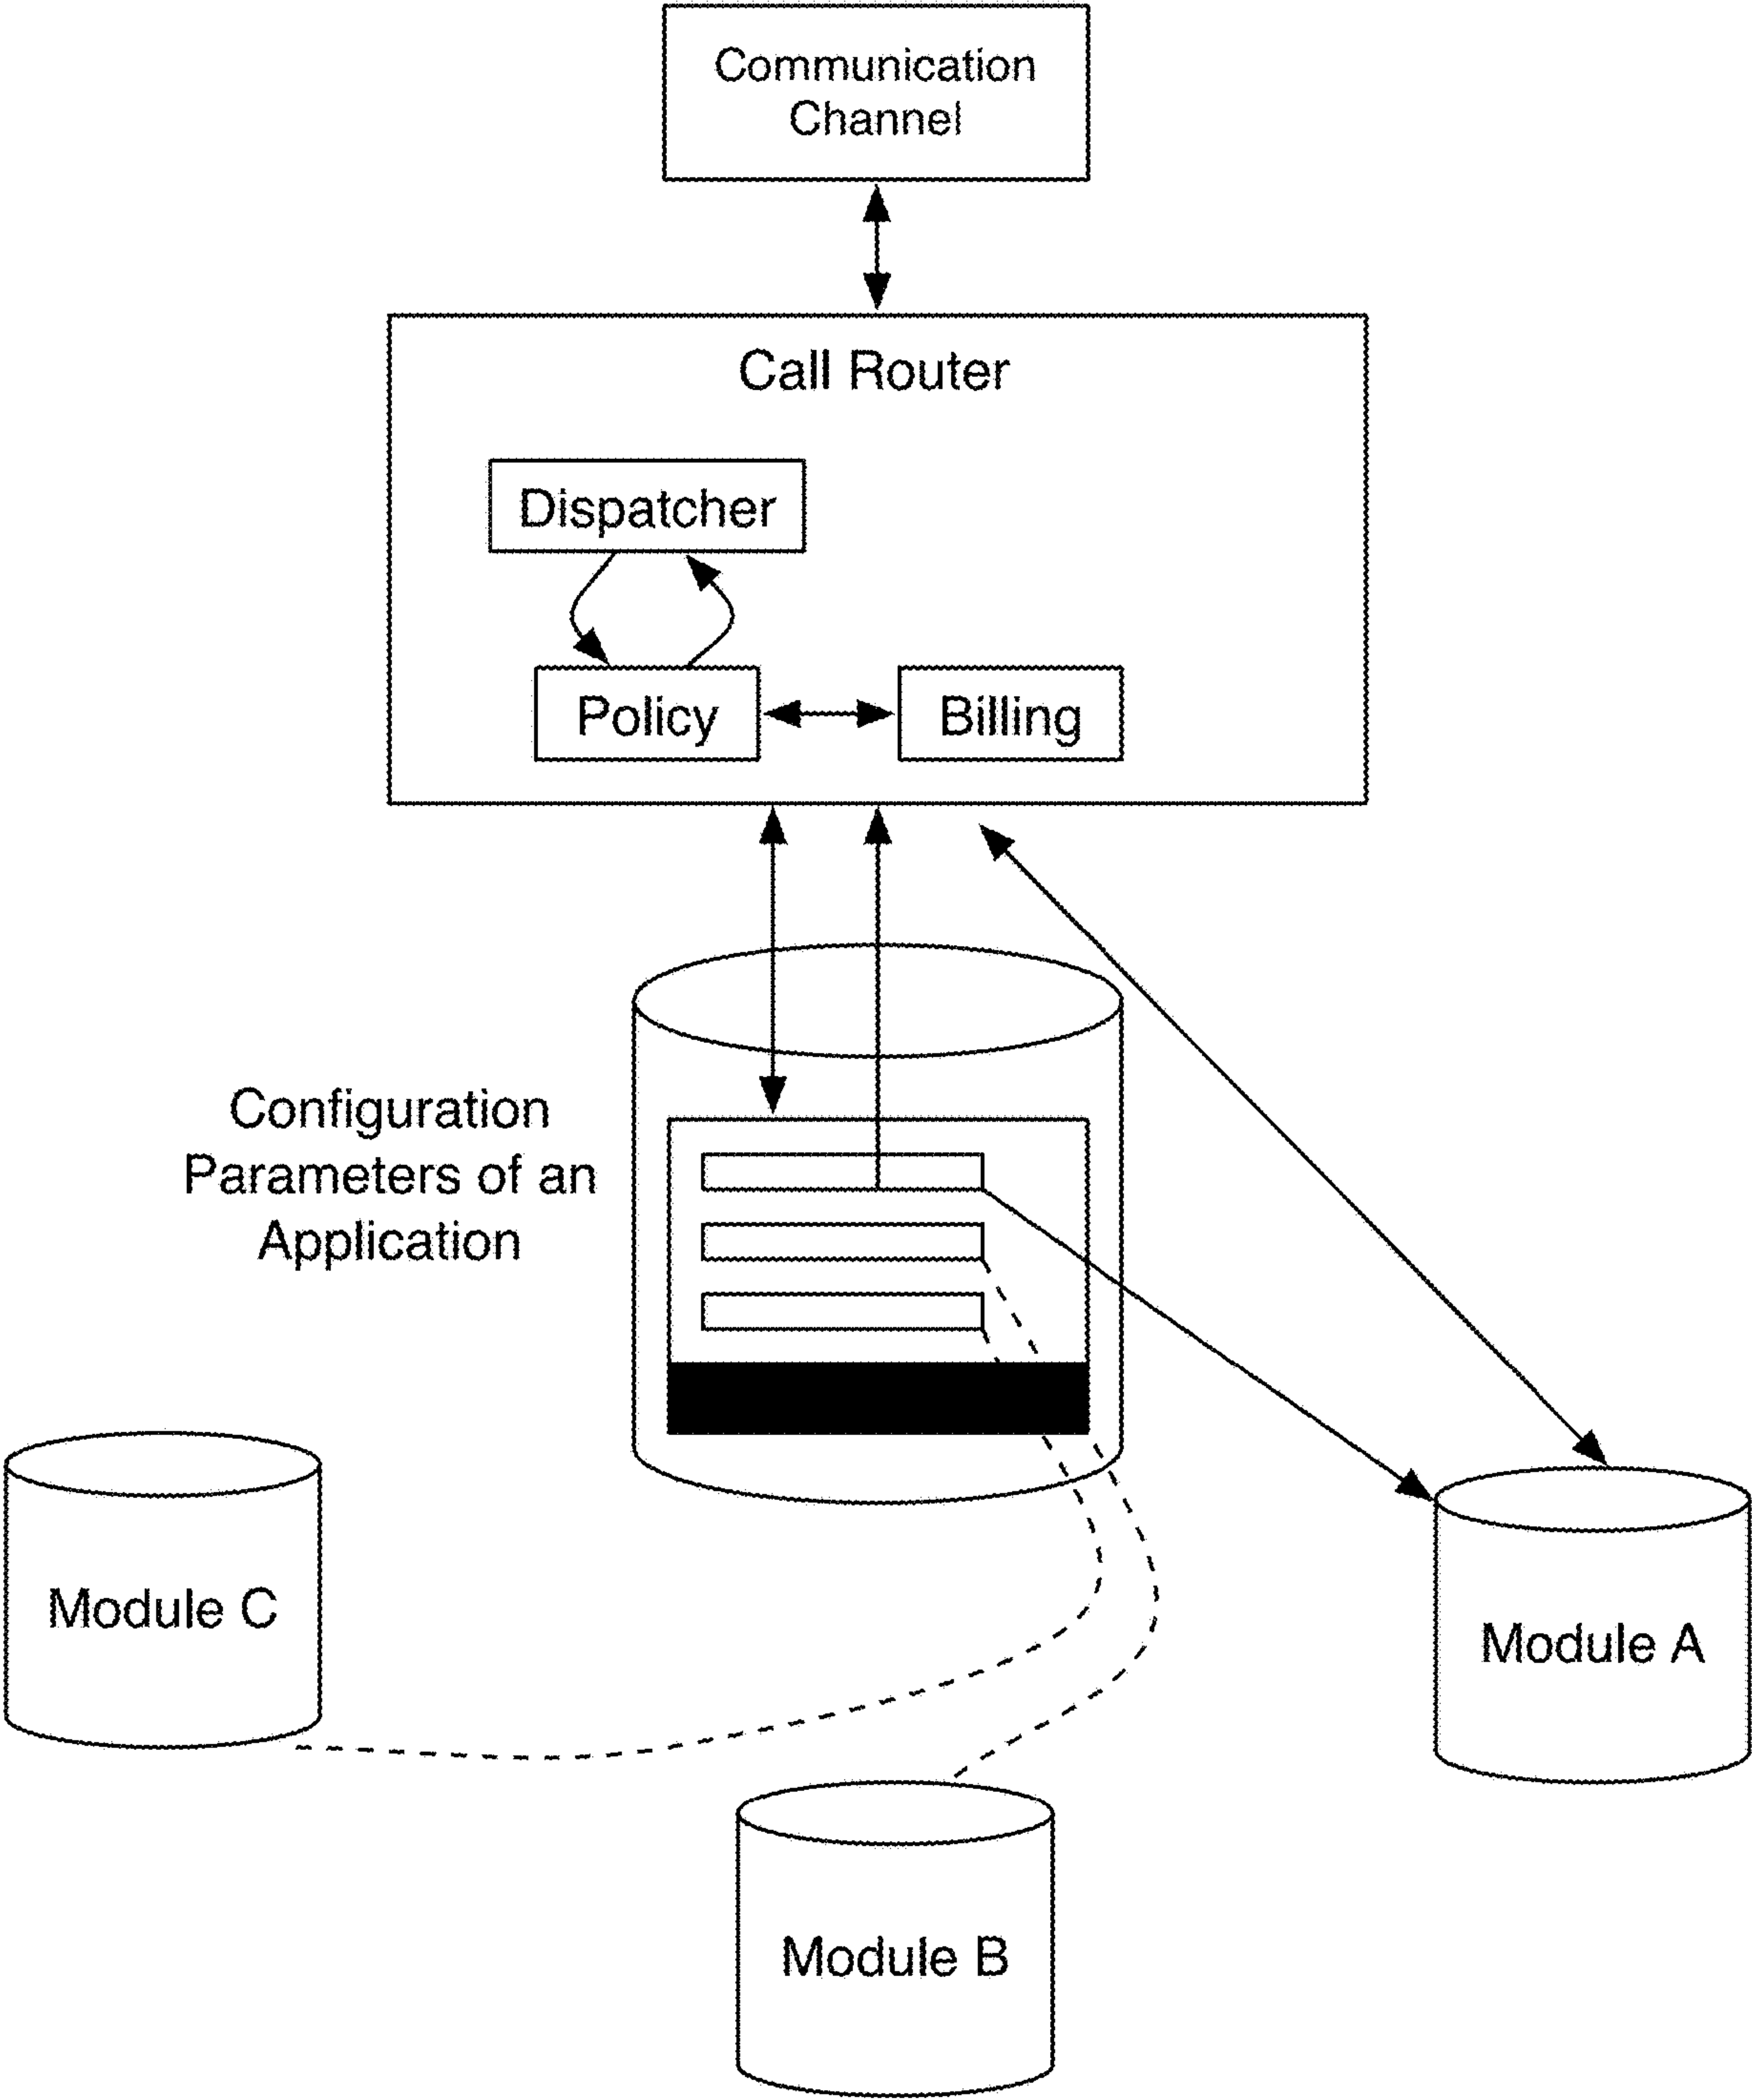 Communication
Channel
Call Router
Dispatcher
Policy
Billing
Configuration
Parameters of an
Application
Module C
Module A
Module B